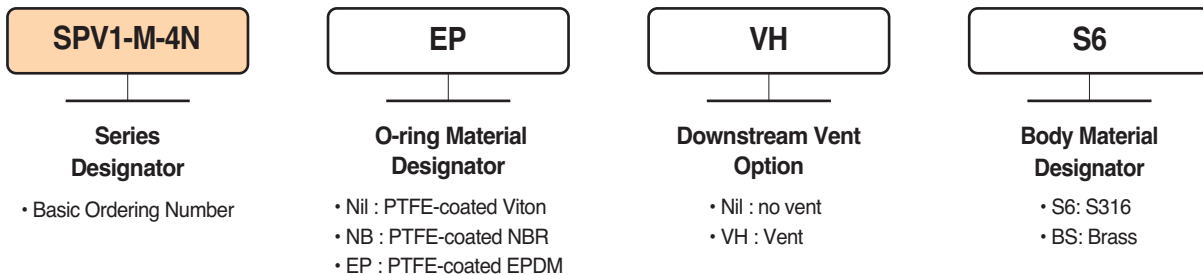 SPV1-M-4N
Series
Designator
• Basic Ordering Number
EP
O-ring Material
Designator
• Nil : PTFE-coated Viton
• NB : PTFE-coated NBR
• EP : PTFE-coated EPDM
VH
Downstream Vent
Option
• Nil : no vent
• VH : Vent
S6
Body Material
Designator
• S6: S316
• BS: Brass